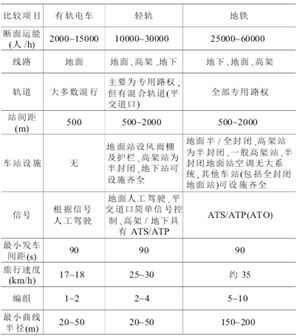 比较项目 有轨电车 轻轨 地铁
断面运能(人/h) 2000~15000 10000~30000 25000~60000
线路 地面 地面、高架、地下 地下、地面、高架
轨道 大多数混行 主要为专用路权,但有混合轨道(平交道口) 全部专用路权
站间距(m) 500 500~2000 500~2000
车站设施 无 地面站设风雨棚及护栏、高架站为半封闭、地下站可设施齐全 地面半/全封闭、高架站为半封闭,一般高架站、半封闭地面站空调无大系统,其他车站(包括全封闭地面站)可设施齐全
信号 根据信号人工驾驶 地面人工驾驶、平交道口简单信号控制、高架/地下具有 ATS/ATP ATS/ATP(ATO)
最小发车间距(s) 90 90 90
旅行速度(km/h) 17~18 25~30 约 35
编组 1~2 2~4 5~10
最小曲线半径(m) 20~50 20~50 150~200